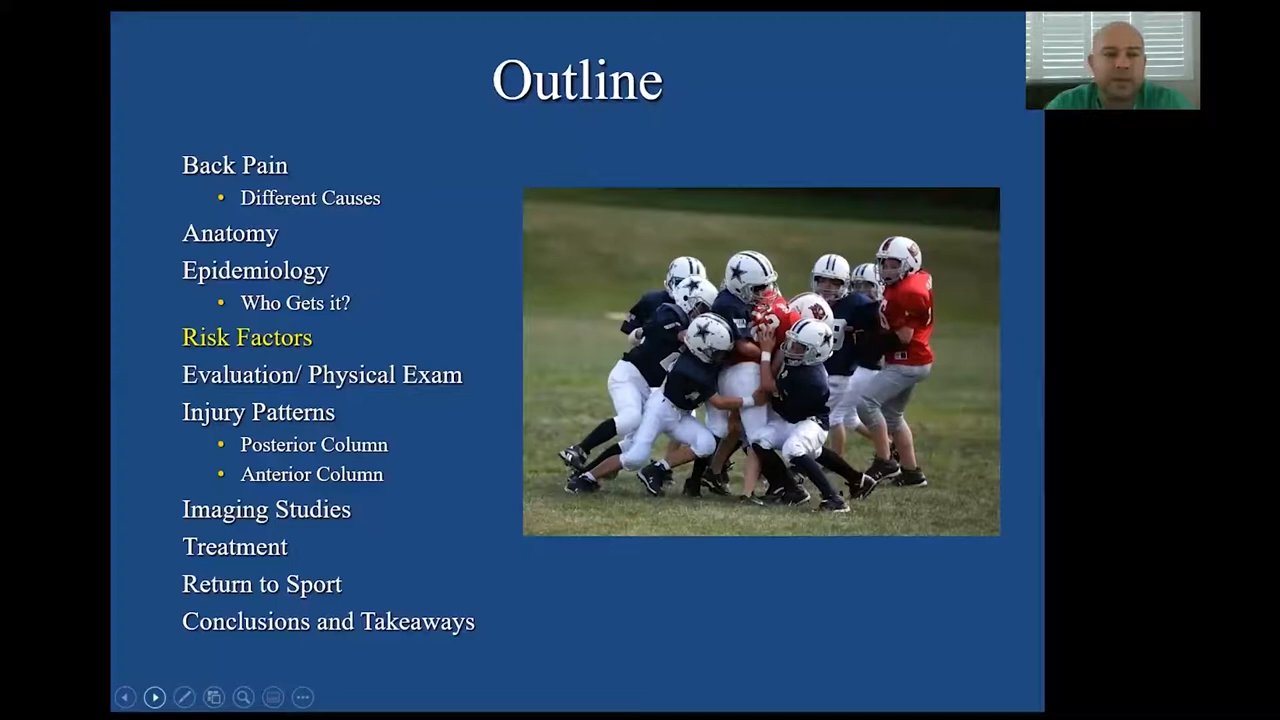 Outline
Back Pain
• Different Causes
Anatomy
Epidemiology
• Who Gets it?
Risk Factors
Evaluation/ Physical Exam
Injury Patterns
• Posterior Column
• Anterior Column
Imaging Studies
Treatment
Return to Sport
Conclusions and Takeaways